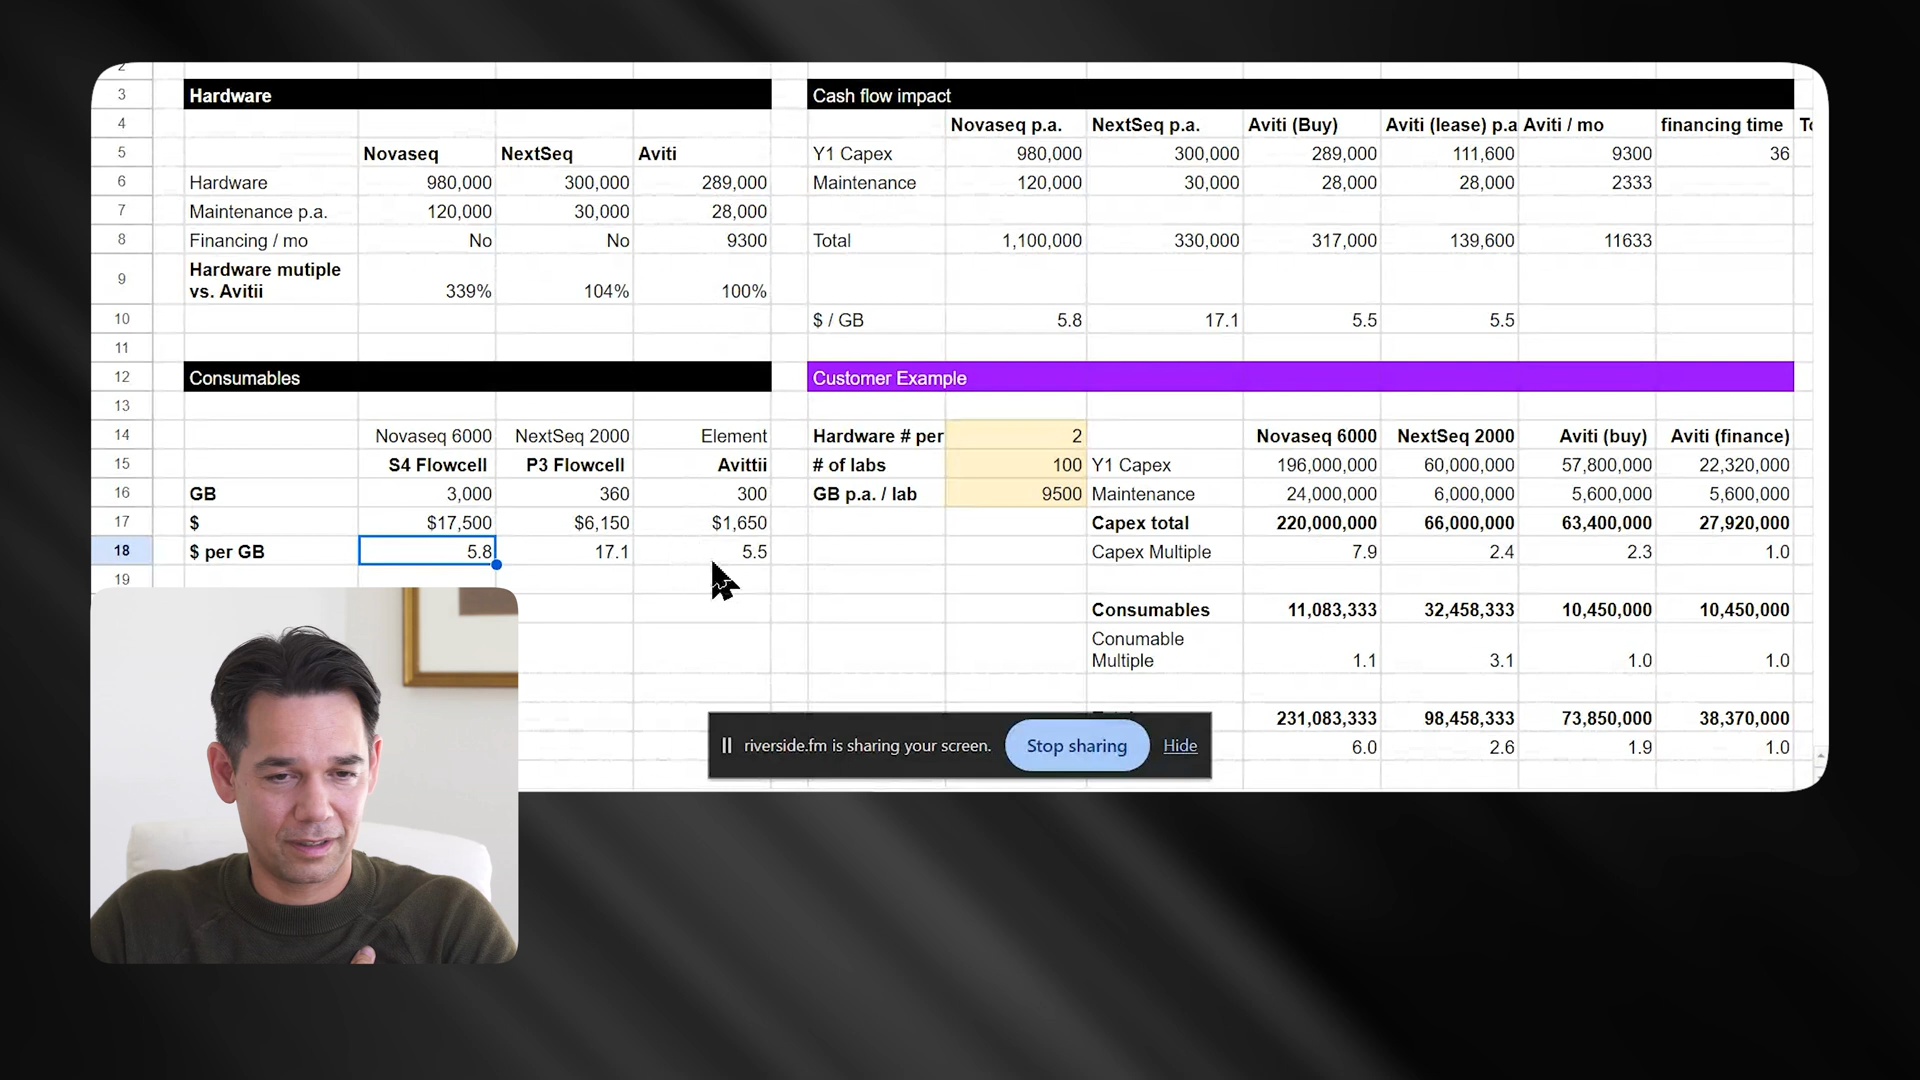 2
3 Hardware Cash flow impact
4 Novaseq p.a. NextSeq p.a. Aviti (Buy) Aviti (lease) p.a Aviti / mo financing time
5 Novaseq NextSeq Aviti Y1 Capex 980,000 300,000 289,000 111,600 9300 36
6 Hardware 980,000 300,000 289,000 Maintenance 120,000 30,000 28,000 28,000 2333
7 Maintenance p.a. 120,000 30,000 28,000
8 Financing / mo No No 9300 Total 1,100,000 330,000 317,000 139,600 11633
Hardware mutiple
9 vs. Avitii 339% 104% 100%
10 $ / GB 5.8 17.1 5.5 5.5
11
12 Consumables Customer Example
13
14 Novaseq 6000 NextSeq 2000 Element Hardware # per 2 Novaseq 6000 NextSeq 2000 Aviti (buy) Aviti (finance)
15 S4 Flowcell P3 Flowcell Avittii # of labs 100 Y1 Capex 196,000,000 60,000,000 57,800,000 22,320,000
16 GB 3,000 360 300 GB p.a. / lab 9500 Maintenance 24,000,000 6,000,000 5,600,000 5,600,000
17 $ $17,500 $6,150 $1,650 Capex total 220,000,000 66,000,000 63,400,000 27,920,000
18 $ per GB 5.8 17.1 5.5 Capex Multiple 7.9 2.4 2.3 1.0
19
Consumables 11,083,333 32,458,333 10,450,000 10,450,000
Conumable
Multiple 1.1 3.1 1.0 1.0
231,083,333 98,458,333 73,850,000 38,370,000
6.0 2.6 1.9 1.0
riverside.fm is sharing your screen. Stop sharing Hide